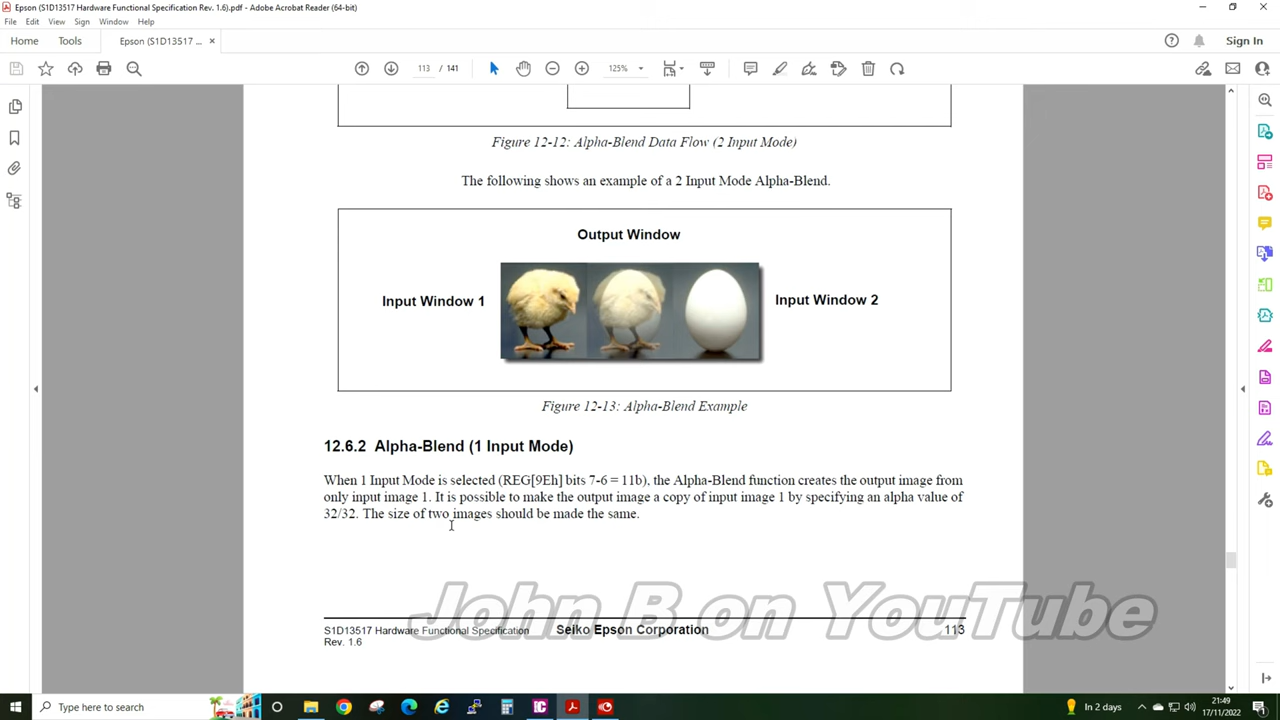 Epson (S1D13517 Hardware Functional Specification Rev. 1.6).pdf - Adobe Acrobat Reader (64-bit)
File Edit View Sign Window Help
Home Tools Epson (S1D13517 ... × Sign In
113 / 141 125%
Figure 12-12: Alpha-Blend Data Flow (2 Input Mode)
The following shows an example of a 2 Input Mode Alpha-Blend.
Output Window
Input Window 1
Input Window 2
Figure 12-13: Alpha-Blend Example
12.6.2 Alpha-Blend (1 Input Mode)
When 1 Input Mode is selected (REG[9Eh] bits 7-6 = 11b), the Alpha-Blend function creates the output image from
only input image 1. It is possible to make the output image a copy of input image 1 by specifying an alpha value of
32/32. The size of two images should be made the same.
John B on YouTube
S1D13517 Hardware Functional Specification Seiko Epson Corporation 113
Rev. 1.6
Type here to search
In 2 days
21:49
17/11/2022